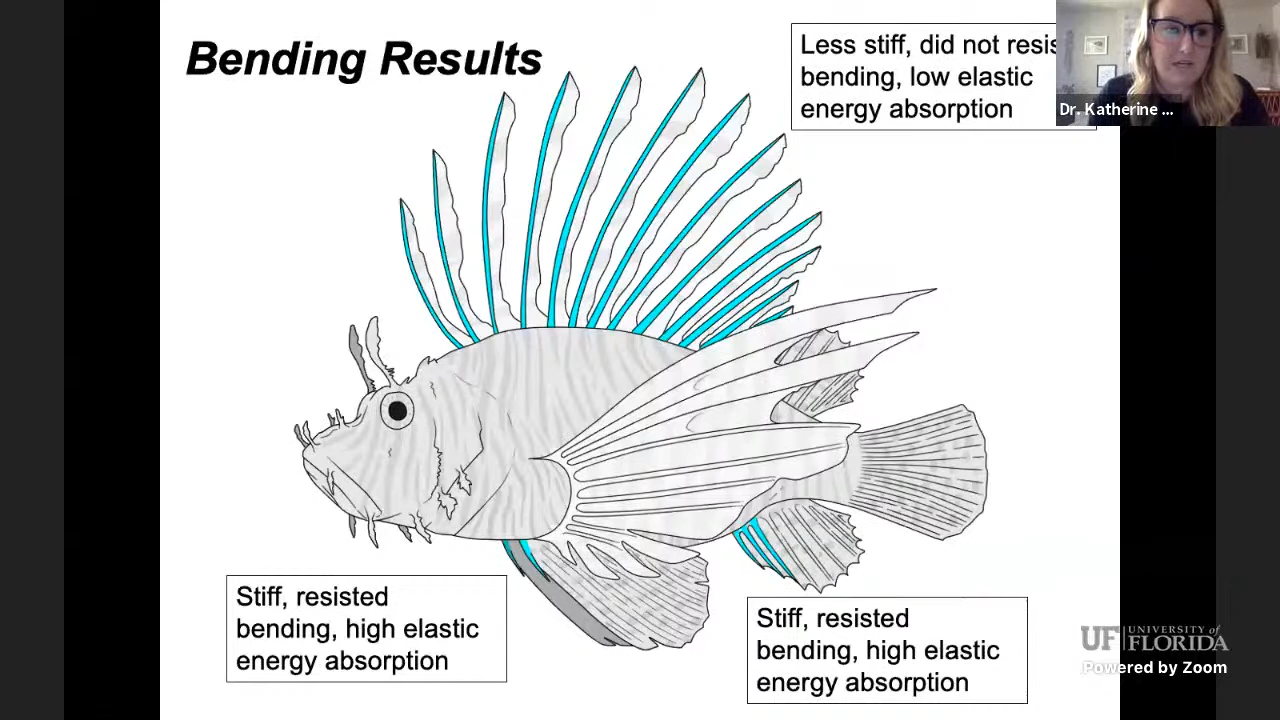 Bending Results
Less stiff, did not resis
bending, low elastic
energy absorption
Dr. Katherine ...
Stiff, resisted
bending, high elastic
energy absorption
Stiff, resisted
bending, high elastic
energy absorption
UF UNIVERSITY of
FLORIDA
Powered by Zoom